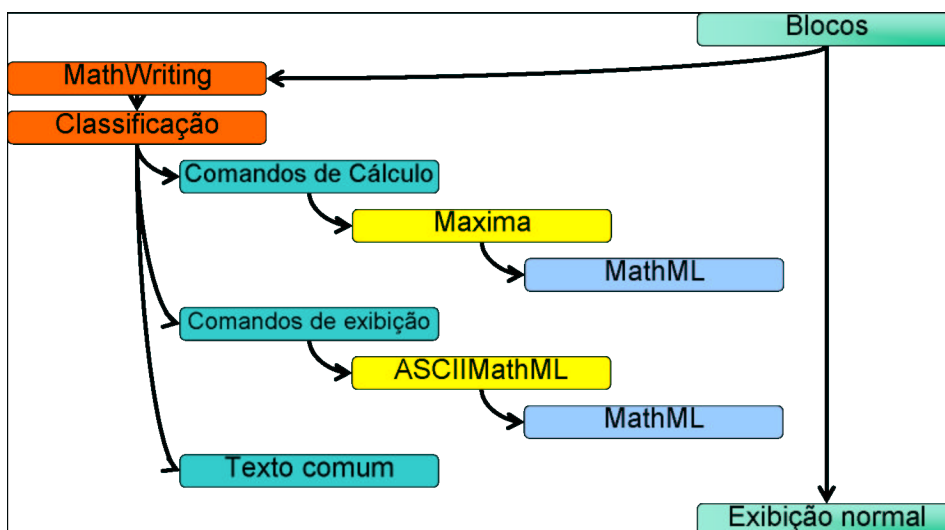 Blocos
MathWriting
Classificação
Comandos de Cálculo
Maxima
MathML
Comandos de exibição
ASCIIMathML
MathML
Texto comum
Exibição normal